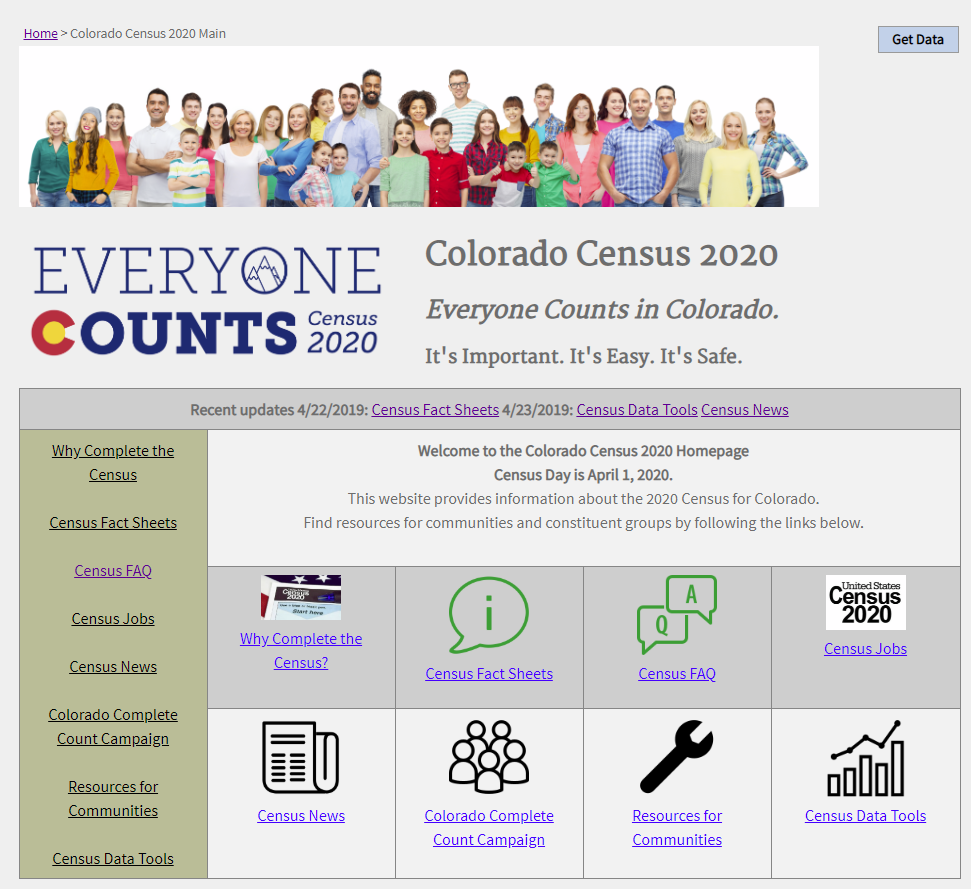 Home > Colorado Census 2020 Main
Get Data
EVERYONE
COUNTS Census
2020
Colorado Census 2020
Everyone Counts in Colorado.
It's Important. It's Easy. It's Safe.
Recent updates 4/22/2019: Census Fact Sheets 4/23/2019: Census Data Tools Census News
Why Complete the
Census
Census Fact Sheets
Census FAQ
Census Jobs
Census News
Colorado Complete
Count Campaign
Resources for
Communities
Census Data Tools
Welcome to the Colorado Census 2020 Homepage
Census Day is April 1, 2020.
This website provides information about the 2020 Census for Colorado.
Find resources for communities and constituent groups by following the links below.
Census
2020
Start here
Why Complete the
Census?
i
Census Fact Sheets
A
Q
Census FAQ
United States
Census
2020
Census Jobs
Census News
Colorado Complete
Count Campaign
Resources for
Communities
Census Data Tools